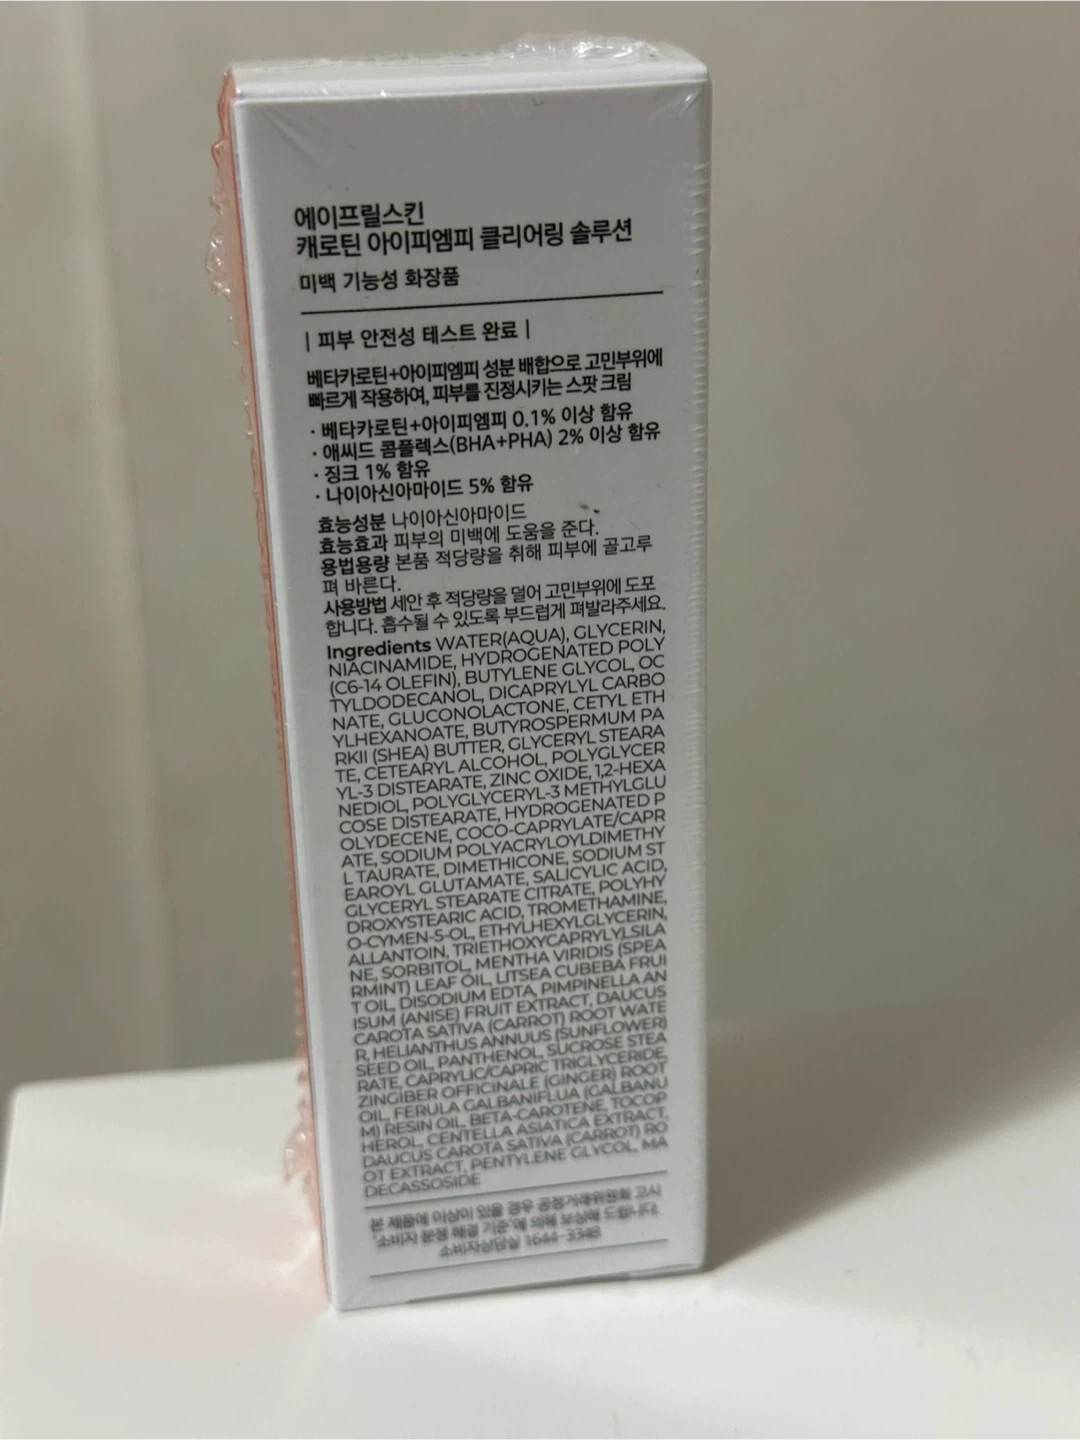 에이프릴스킨
캐로틴 아이피엠피 클리어링 솔루션
미백 기능성 화장품
| 피부 안전성 테스트 완료 |
베타카로틴+아이피엠피 성분 배합으로 고민부위에
빠르게 작용하여, 피부를 진정시키는 스팟 크림
· 베타카로틴+아이피엠피 0.1% 이상 함유
· 애씨드 콤플렉스(BHA+PHA) 2% 이상 함유
· 징크 1% 함유
· 나이아신아마이드 5% 함유
효능성분 나이아신아마이드
효능효과 피부의 미백에 도움을 준다.
용법용량 본품 적당량을 취해 피부에 골고루
펴 바른다.
사용방법 세안 후 적당량을 덜어 고민부위에 도포
합니다. 흡수될 수 있도록 부드럽게 펴발라주세요.
Ingredients WATER(AQUA), GLYCERIN,
NIACINAMIDE, HYDROGENATED POLY
(C6-14 OLEFIN), BUTYLENE GLYCOL, OC
TYLDODECANOL, DICAPRYLYL CARBO
NATE, GLUCONOLACTONE, CETYL ETH
YLHEXANOATE, BUTYROSPERMUM PA
RKII (SHEA) BUTTER, GLYCERYL STEARA
TE, CETEARYL ALCOHOL, POLYGLYCER
YL-3 DISTEARATE, ZINC OXIDE, 1,2-HEXA
NEDIOL, POLYGLYCERYL-3 METHYLGLU
COSE DISTEARATE, HYDROGENATED P
OLYDECENE, COCO-CAPRYLATE/CAPR
ATE, SODIUM POLYACRYLOYLDIMETHY
L TAURATE, DIMETHICONE, SODIUM ST
EAROYL GLUTAMATE, SALICYLIC ACID,
GLYCERYL STEARATE CITRATE, POLYHY
DROXYSTEARIC ACID, TROMETHAMINE,
O-CYMEN-5-OL, ETHYLHEXYLGLYCERIN,
ALLANTOIN, TRIETHOXYCAPRYLYLSILA
NE, SORBITOL, MENTHA VIRIDIS (SPEA
RMINT) LEAF OIL, LITSEA CUBEBA FRUI
T OIL, DISODIUM EDTA, PIMPINELLA AN
ISUM (ANISE) FRUIT EXTRACT, DAUCUS
CAROTA SATIVA (CARROT) ROOT WATE
R, HELIANTHUS ANNUUS (SUNFLOWER)
SEED OIL, PANTHENOL, SUCROSE STEA
RATE, CAPRYLIC/CAPRIC TRIGLYCERIDE,
ZINGIBER OFFICINALE (GINGER) ROOT
OIL, FERULA GALBANIFLUA (GALBANU
M) RESIN OIL, BETA-CAROTENE, TOCOP
HEROL, CENTELLA ASIATICA EXTRACT,
DAUCUS CAROTA SATIVA (CARROT) RO
OT EXTRACT, PENTYLENE GLYCOL, MA
DECASSOSIDE
본 제품에 이상이 있을 경우 공정거래위원회 고시
'소비자 분쟁 해결 기준'에 의해 보상해 드립니다.
소비자상담실 1644-3348